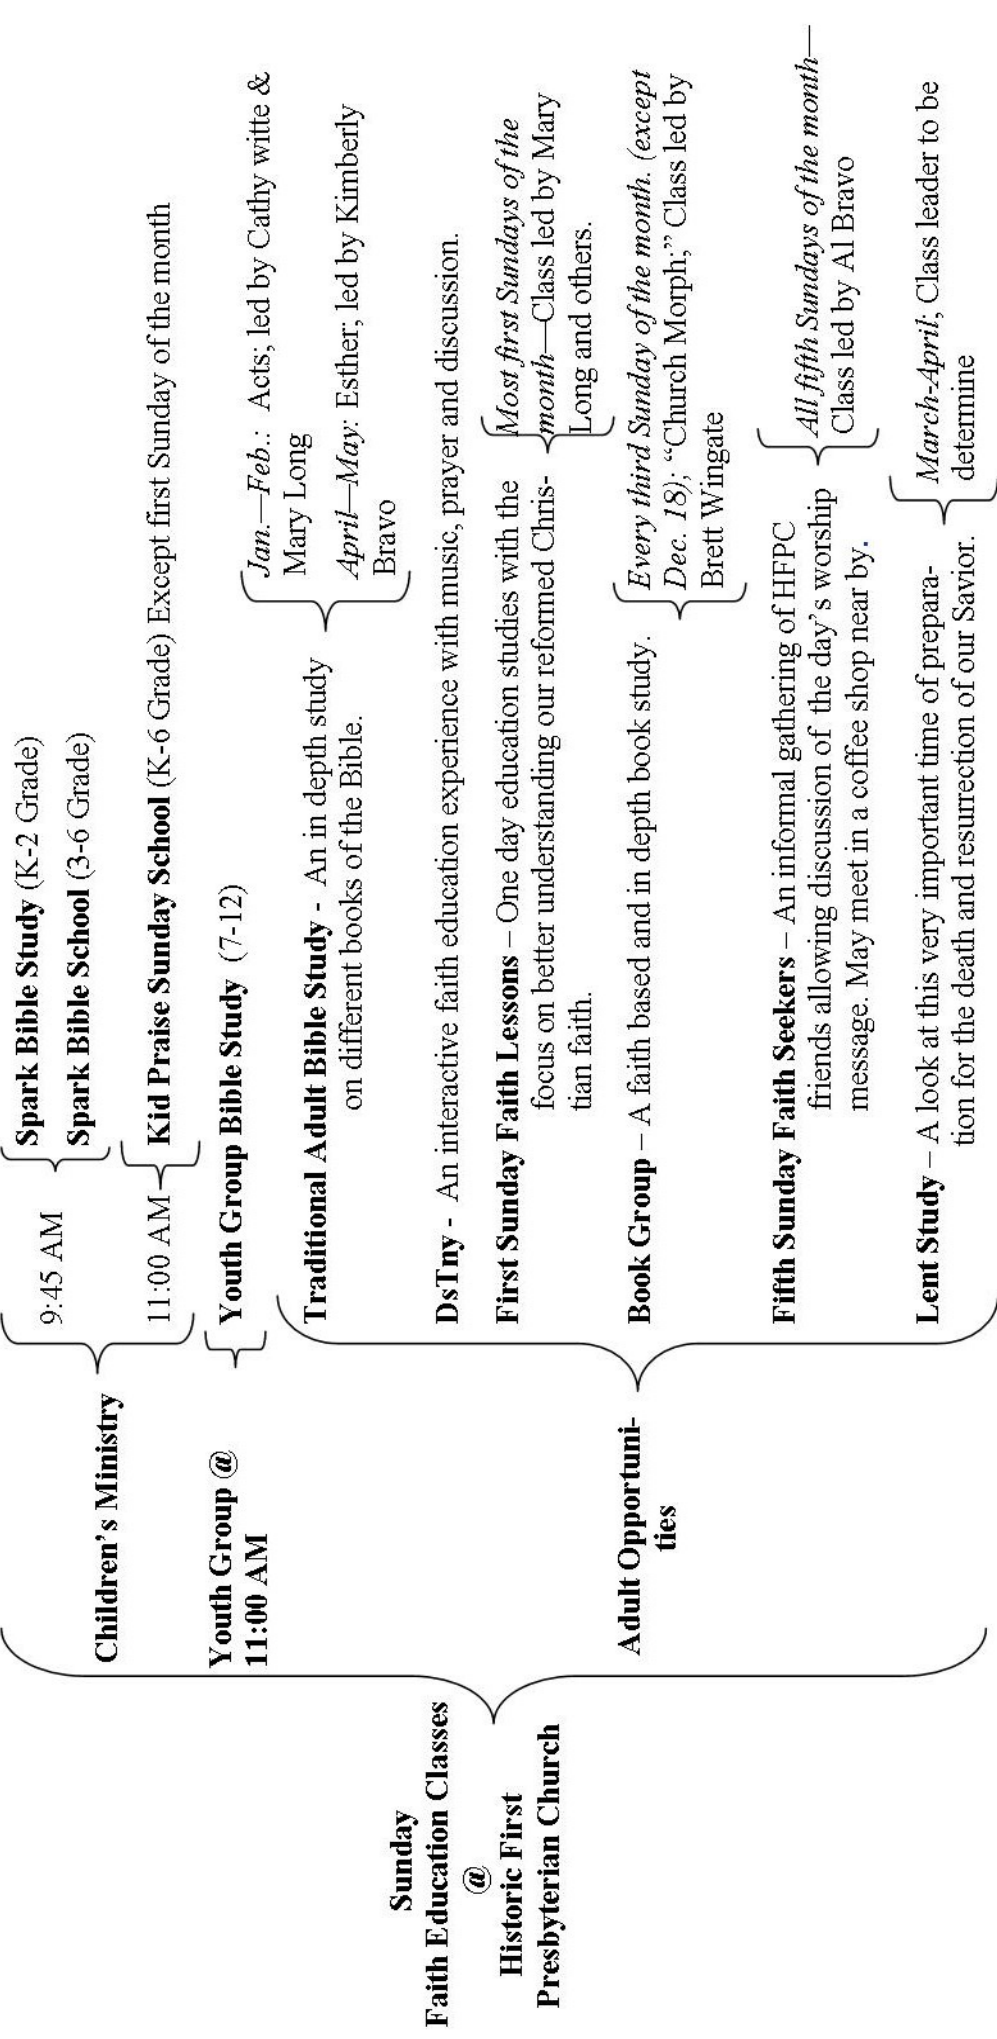 Sunday
Faith Education Classes
@
Historic First
Presbyterian Church
Children's Ministry
9:45 AM
Spark Bible Study (K-2 Grade)
Spark Bible School (3-6 Grade)
11:00 AM
Kid Praise Sunday School (K-6 Grade) Except first Sunday of the month
Youth Group @
11:00 AM
Youth Group Bible Study (7-12)
Adult Opportuni-
ties
Traditional Adult Bible Study - An in depth study
on different books of the Bible.
Jan.—Feb.: Acts; led by Cathy witte &
Mary Long
April—May: Esther; led by Kimberly
Bravo
DsTny - An interactive faith education experience with music, prayer and discussion.
First Sunday Faith Lessons – One day education studies with the
focus on better understanding our reformed Chris-
tian faith.
Most first Sundays of the
month—Class led by Mary
Long and others.
Book Group – A faith based and in depth book study.
Every third Sunday of the month. (except
Dec. 18); “Church Morph;” Class led by
Brett Wingate
Fifth Sunday Faith Seekers – An informal gathering of HFPC
friends allowing discussion of the day's worship
message. May meet in a coffee shop near by.
All fifth Sundays of the month—
Class led by Al Bravo
Lent Study – A look at this very important time of prepara-
tion for the death and resurrection of our Savior.
March-April; Class leader to be
determine